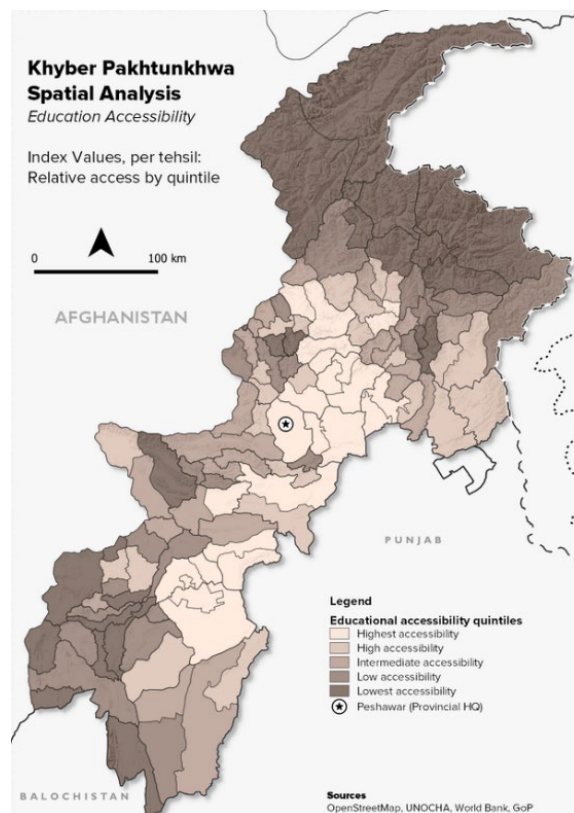 Khyber Pakhtunkhwa
Spatial Analysis
Education Accessibility
Index Values, per tehsil:
Relative access by quintile
0 100 km
AFGHANISTAN
PUNJAB
Legend
Educational accessibility quintiles
Highest accessibility
High accessibility
Intermediate accessibility
Low accessibility
Lowest accessibility
Peshawar (Provincial HQ)
BALOCHISTAN
Sources
OpenStreetMap, UNOCHA, World Bank, GoP